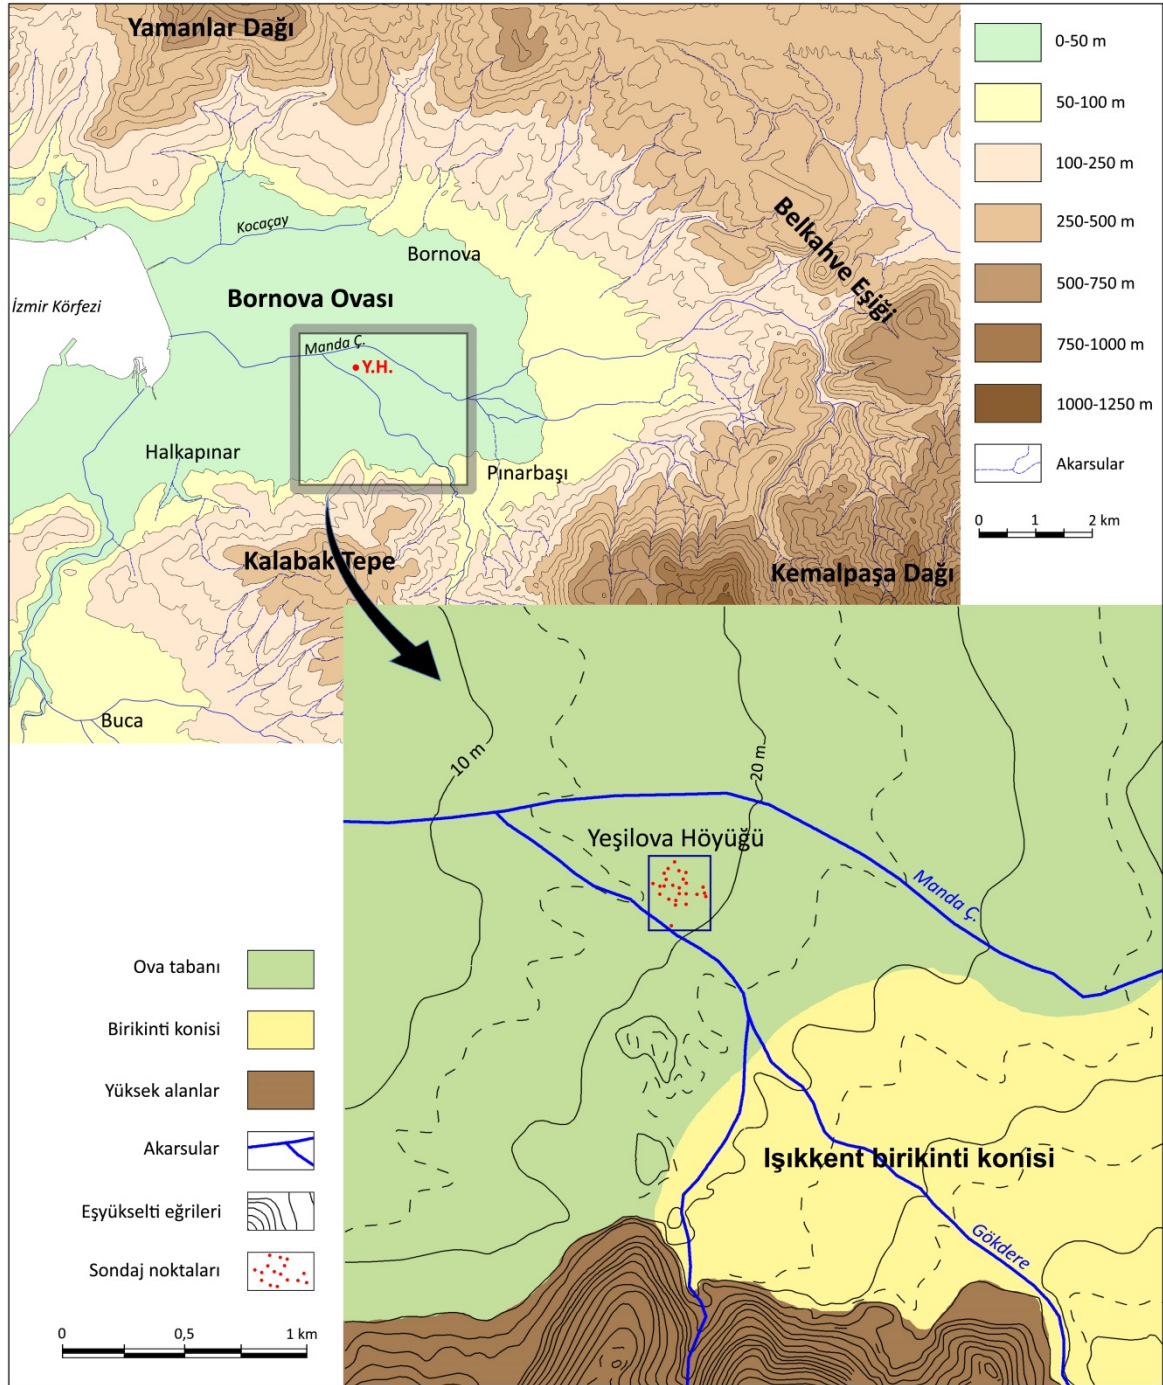 Yamanlar Dağı
Kocaçay
Bornova
İzmir Körfezi
Bornova Ovası
Belkahve Eşiği
Manda Ç.
Y.H.
Halkapınar
Pınarbaşı
Kalabak Tepe
Kemalpaşa Dağı
Buca
0-50 m
50-100 m
100-250 m
250-500 m
500-750 m
750-1000 m
1000-1250 m
Akarsular
0 1 2 km
10 m
20 m
Yeşilova Höyüğü
Manda Ç.
Işıkkent birikinti konisi
Gökdere
Ova tabanı
Birikinti konisi
Yüksek alanlar
Akarsular
Eşyükselti eğrileri
Sondaj noktaları
0 0,5 1 km